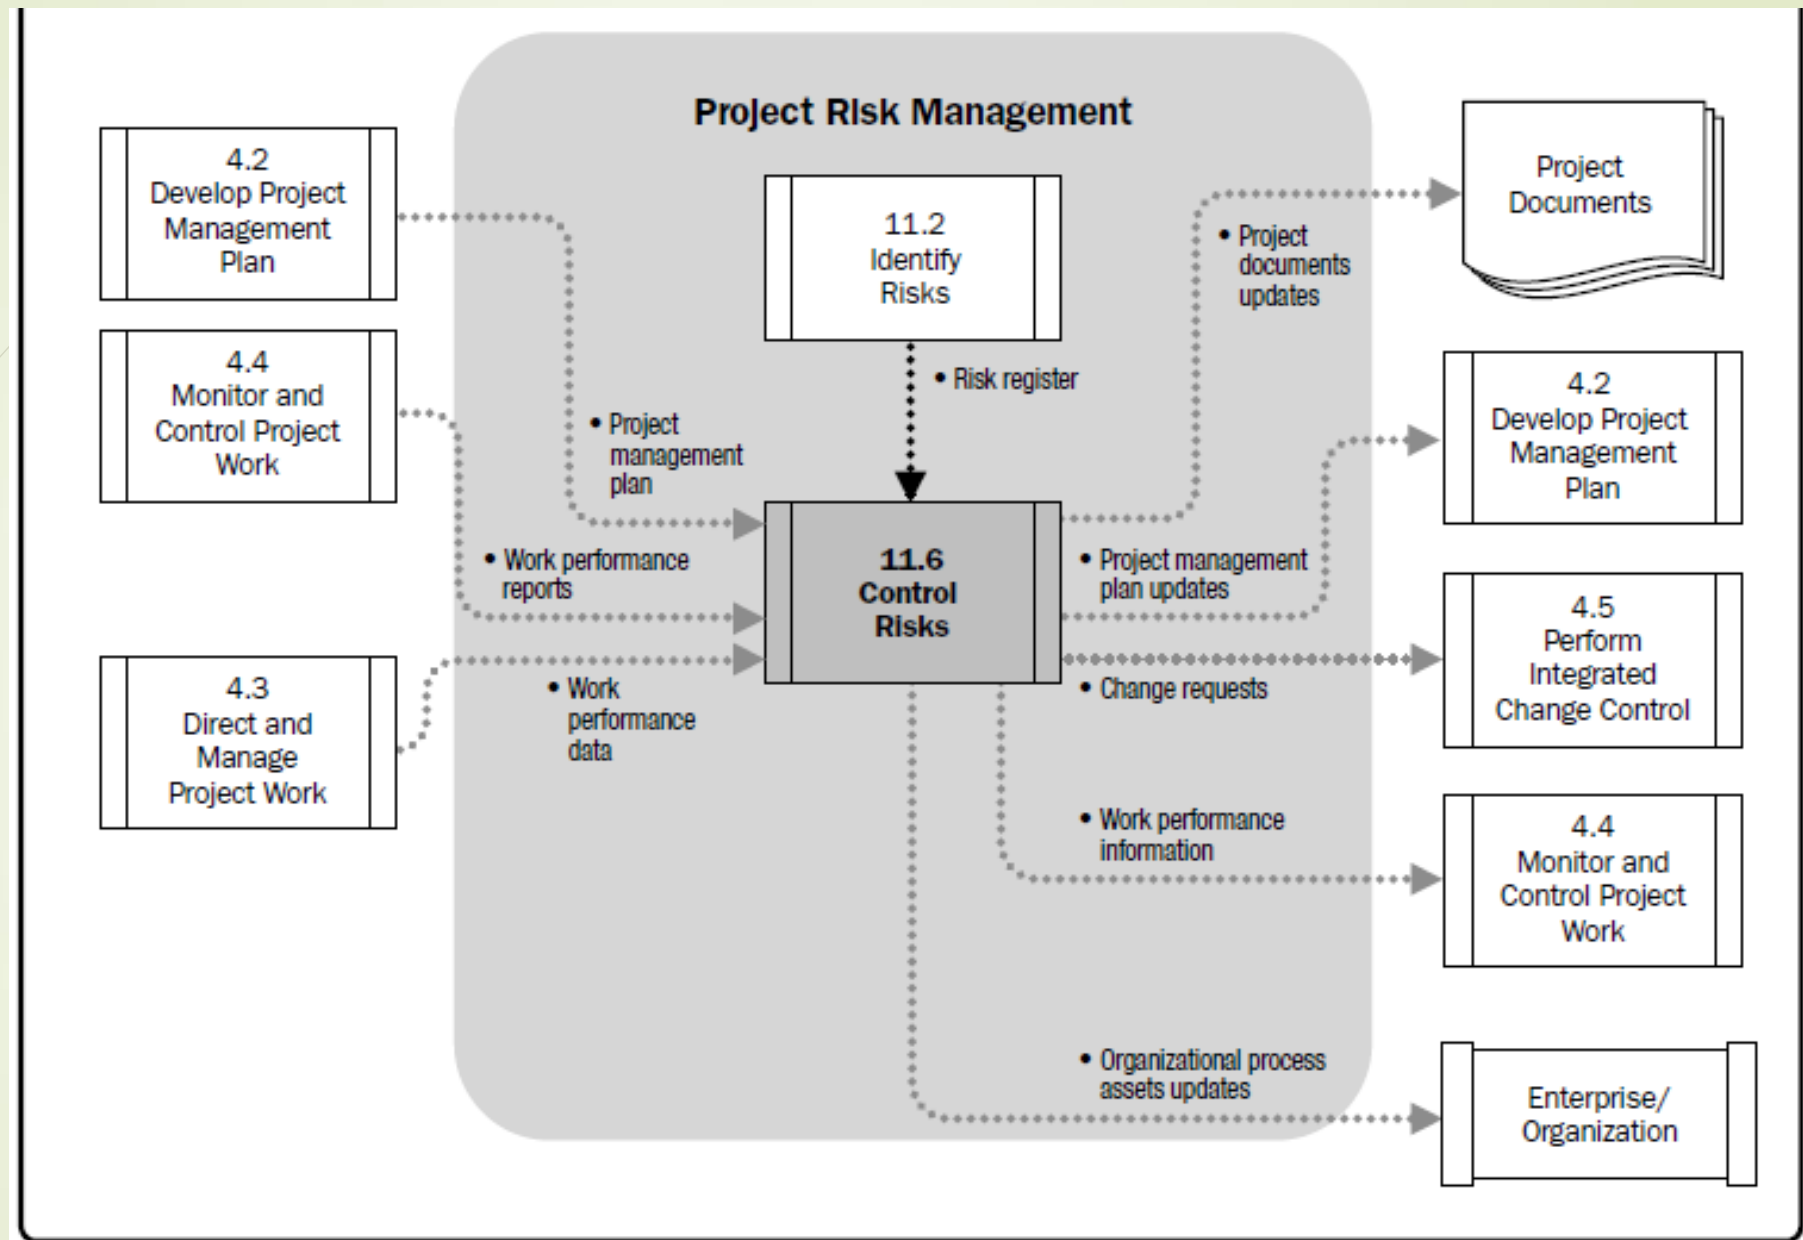 Project Risk Management
4.2
Develop Project
Management
Plan
4.4
Monitor and
Control Project
Work
4.3
Direct and
Manage
Project Work
11.2
Identify
Risks
• Risk register
• Project
management
plan
• Work performance
reports
• Work
performance
data
11.6
Control
Risks
• Project
documents
updates
• Project management
plan updates
• Change requests
• Work performance
information
• Organizational process
assets updates
Project
Documents
4.2
Develop Project
Management
Plan
4.5
Perform
Integrated
Change Control
4.4
Monitor and
Control Project
Work
Enterprise/
Organization